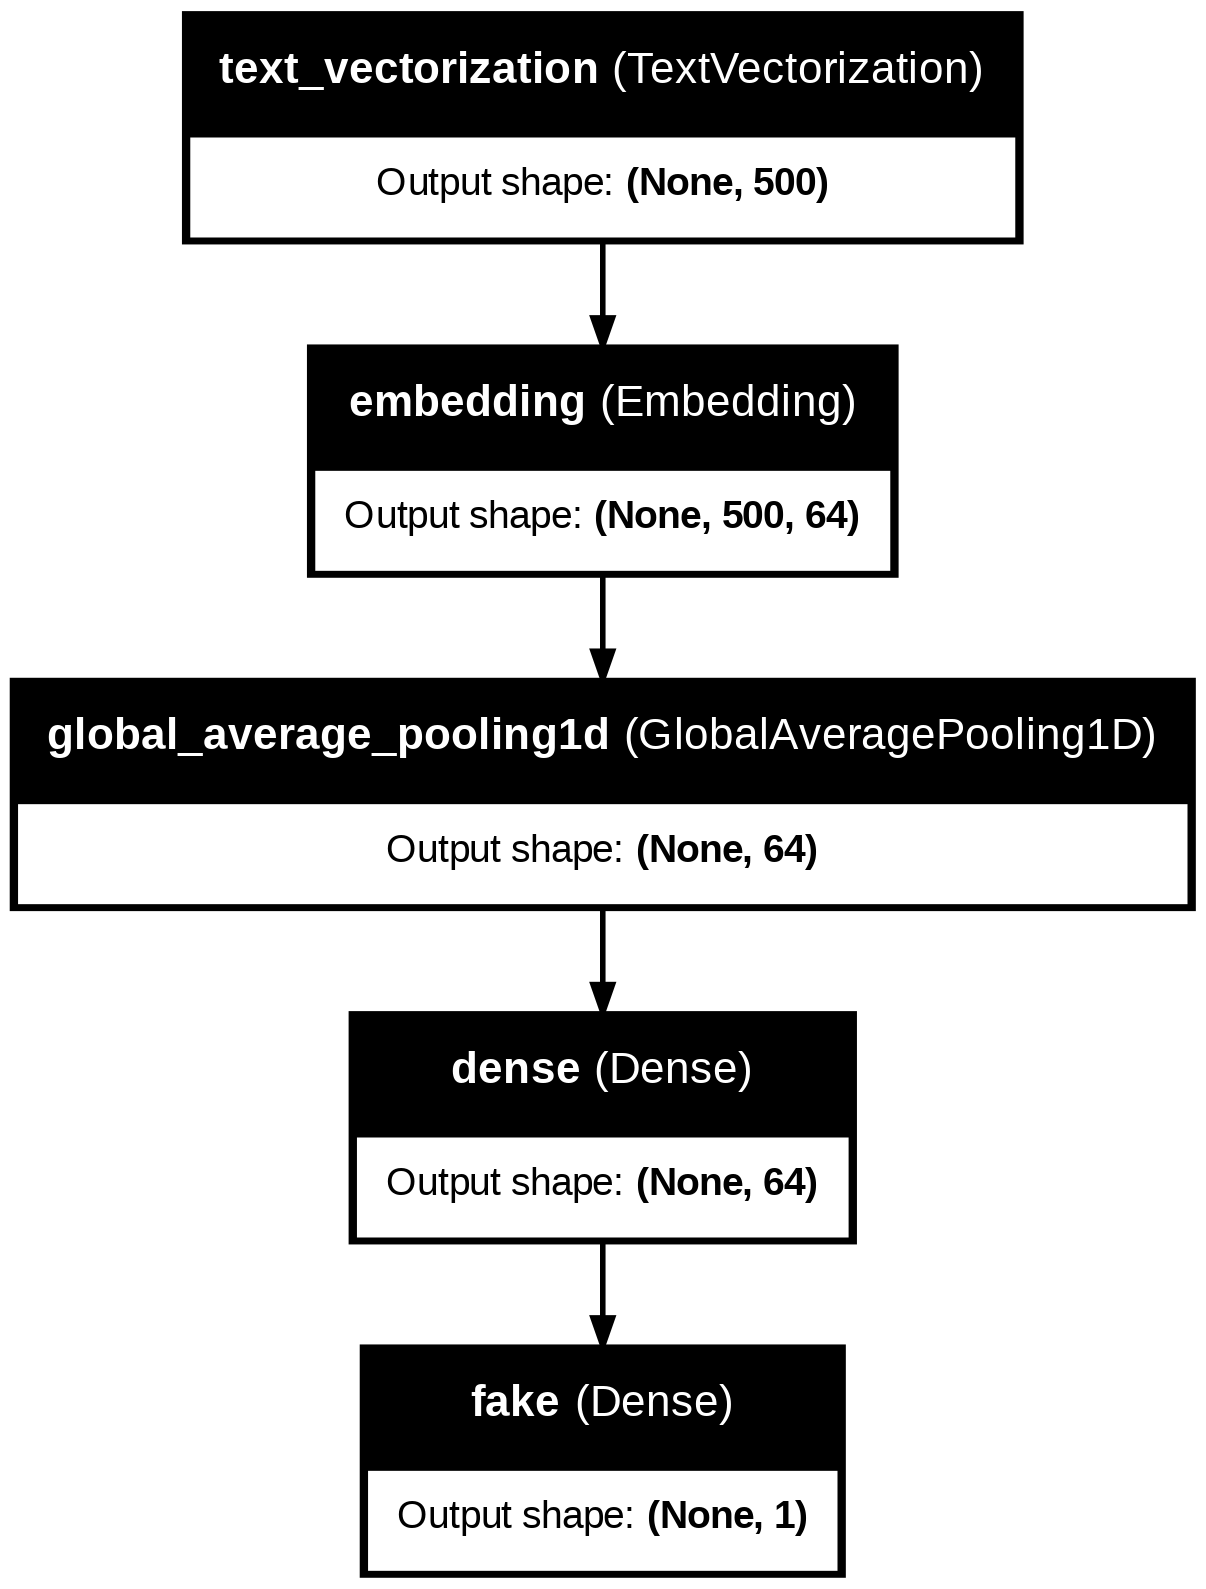 text_vectorization (TextVectorization)
Output shape: (None, 500)
embedding (Embedding)
Output shape: (None, 500, 64)
global_average_pooling1d (GlobalAveragePooling1D)
Output shape: (None, 64)
dense (Dense)
Output shape: (None, 64)
fake (Dense)
Output shape: (None, 1)